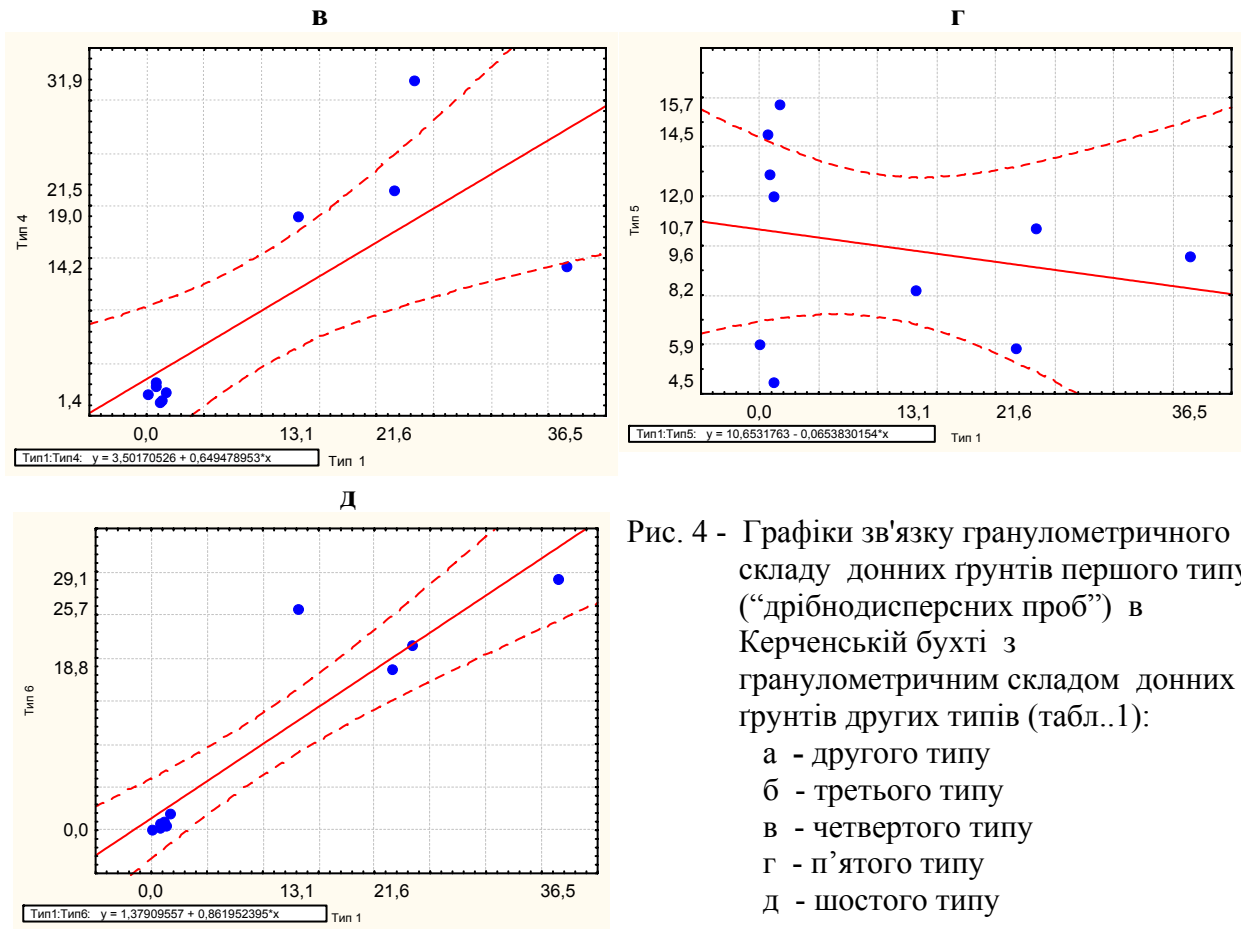 в
31,9
21,5
19,0
14,2
1,4
Тип 4
0,0 13,1 21,6 36,5
Тип1:Тип4: y = 3,50170526 + 0,649478953*x
Тип 1
г
15,7
14,5
12,0
10,7
9,6
8,2
5,9
4,5
Тип 5
0,0 13,1 21,6 36,5
Тип1:Тип5: y = 10,6531763 - 0,0653830154*x
Тип 1
д
29,1
25,7
18,8
0,0
Тип 6
0,0 13,1 21,6 36,5
Тип1:Тип6: y = 1,37909557 + 0,861952395*x
Тип 1
Рис. 4 - Графіки зв'язку гранулометричного
складу донних ґрунтів першого типу
(“дрібнодисперсних проб”) в
Керченській бухті з
гранулометричним складом донних
ґрунтів других типів (табл..1):
а - другого типу
б - третього типу
в - четвертого типу
г - п’ятого типу
д - шостого типу